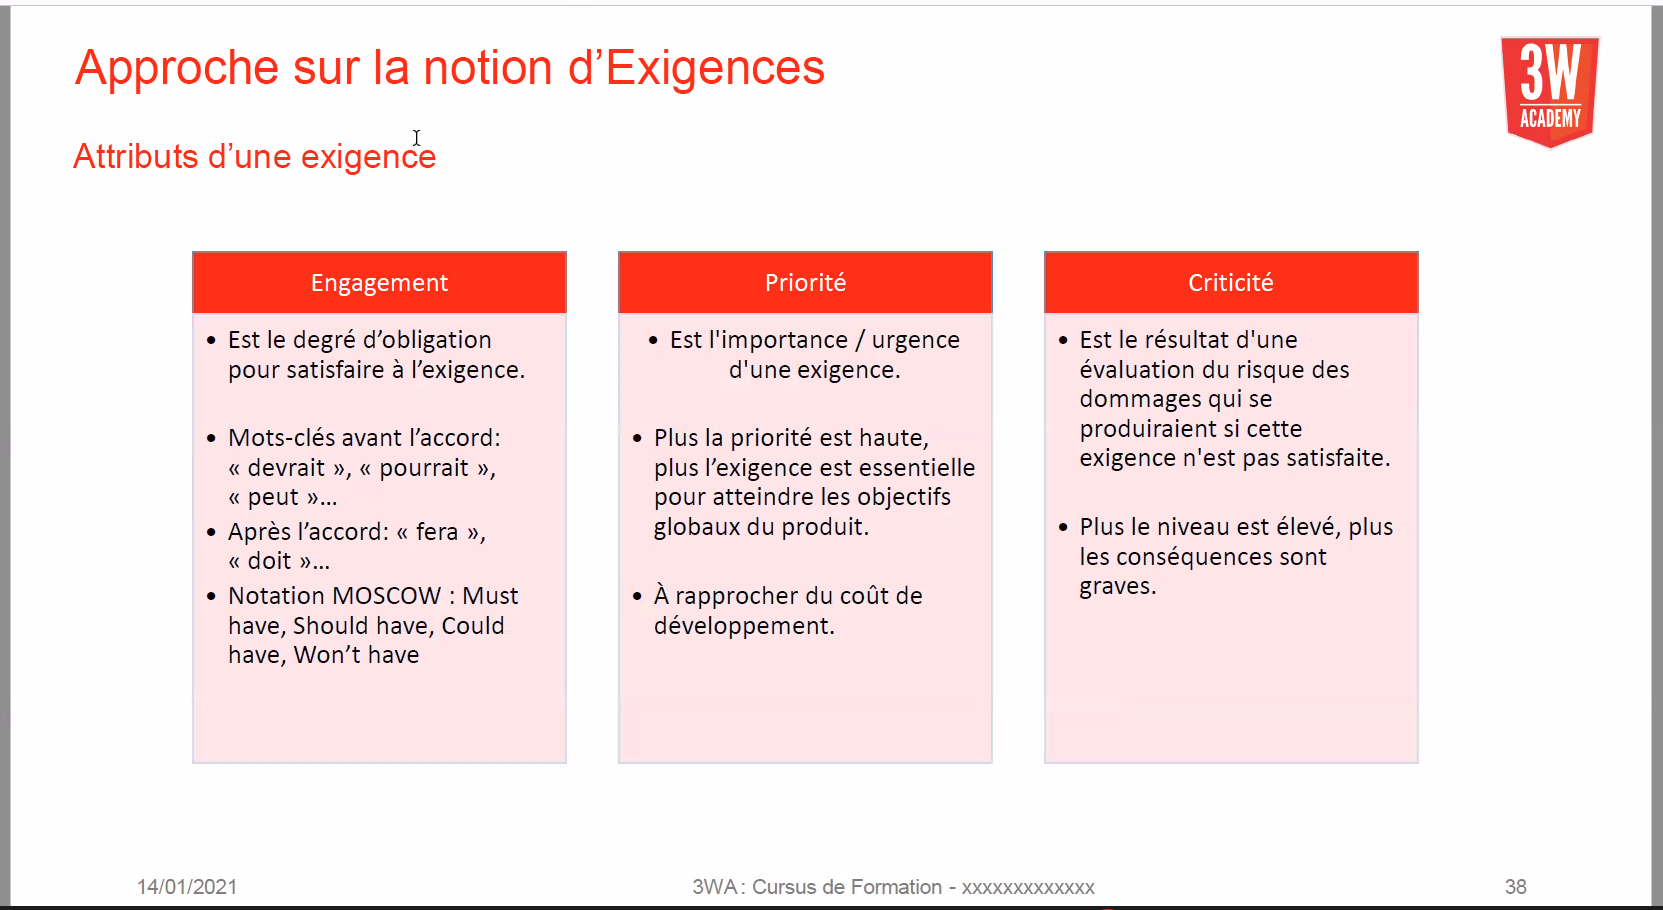 Approche sur la notion d’Exigences
3W
ACADEMY
Attributs d’une exigence
Engagement
• Est le degré d’obligation
pour satisfaire à l’exigence.
• Mots-clés avant l’accord:
« devrait », « pourrait »,
« peut »…
• Après l’accord: « fera »,
« doit »…
• Notation MOSCOW : Must
have, Should have, Could
have, Won’t have
Priorité
• Est l'importance / urgence
d'une exigence.
• Plus la priorité est haute,
plus l’exigence est essentielle
pour atteindre les objectifs
globaux du produit.
• À rapprocher du coût de
développement.
Criticité
• Est le résultat d'une
évaluation du risque des
dommages qui se
produiraient si cette
exigence n'est pas satisfaite.
• Plus le niveau est élevé, plus
les conséquences sont
graves.
14/01/2021
3WA : Cursus de Formation - xxxxxxxxxxxxx
38